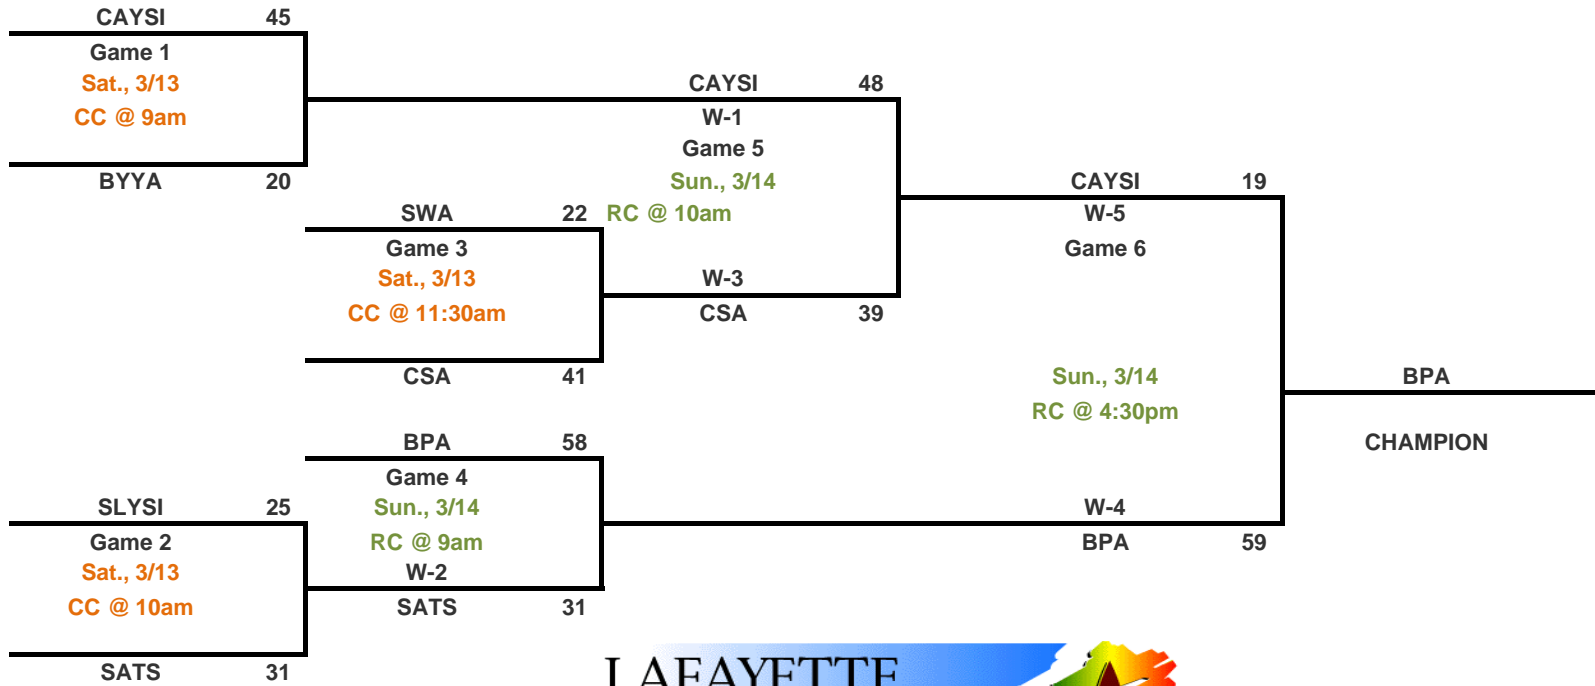 CAYSI 45
Game 1
Sat., 3/13
CC @ 9am
BYYA 20
SWA 22
Game 3
Sat., 3/13
CC @ 11:30am
CSA 41
BPA 58
Game 4
Sun., 3/14
RC @ 9am
W-2
SATS 31
SLYSI 25
Game 2
Sat., 3/13
CC @ 10am
SATS 31
CAYSI 48
W-1
Game 5
Sun., 3/14
RC @ 10am
W-3
CSA 39
CAYSI 19
W-5
Game 6
Sun., 3/14
RC @ 4:30pm
W-4
BPA 59
BPA
CHAMPION
LAFAYETTE